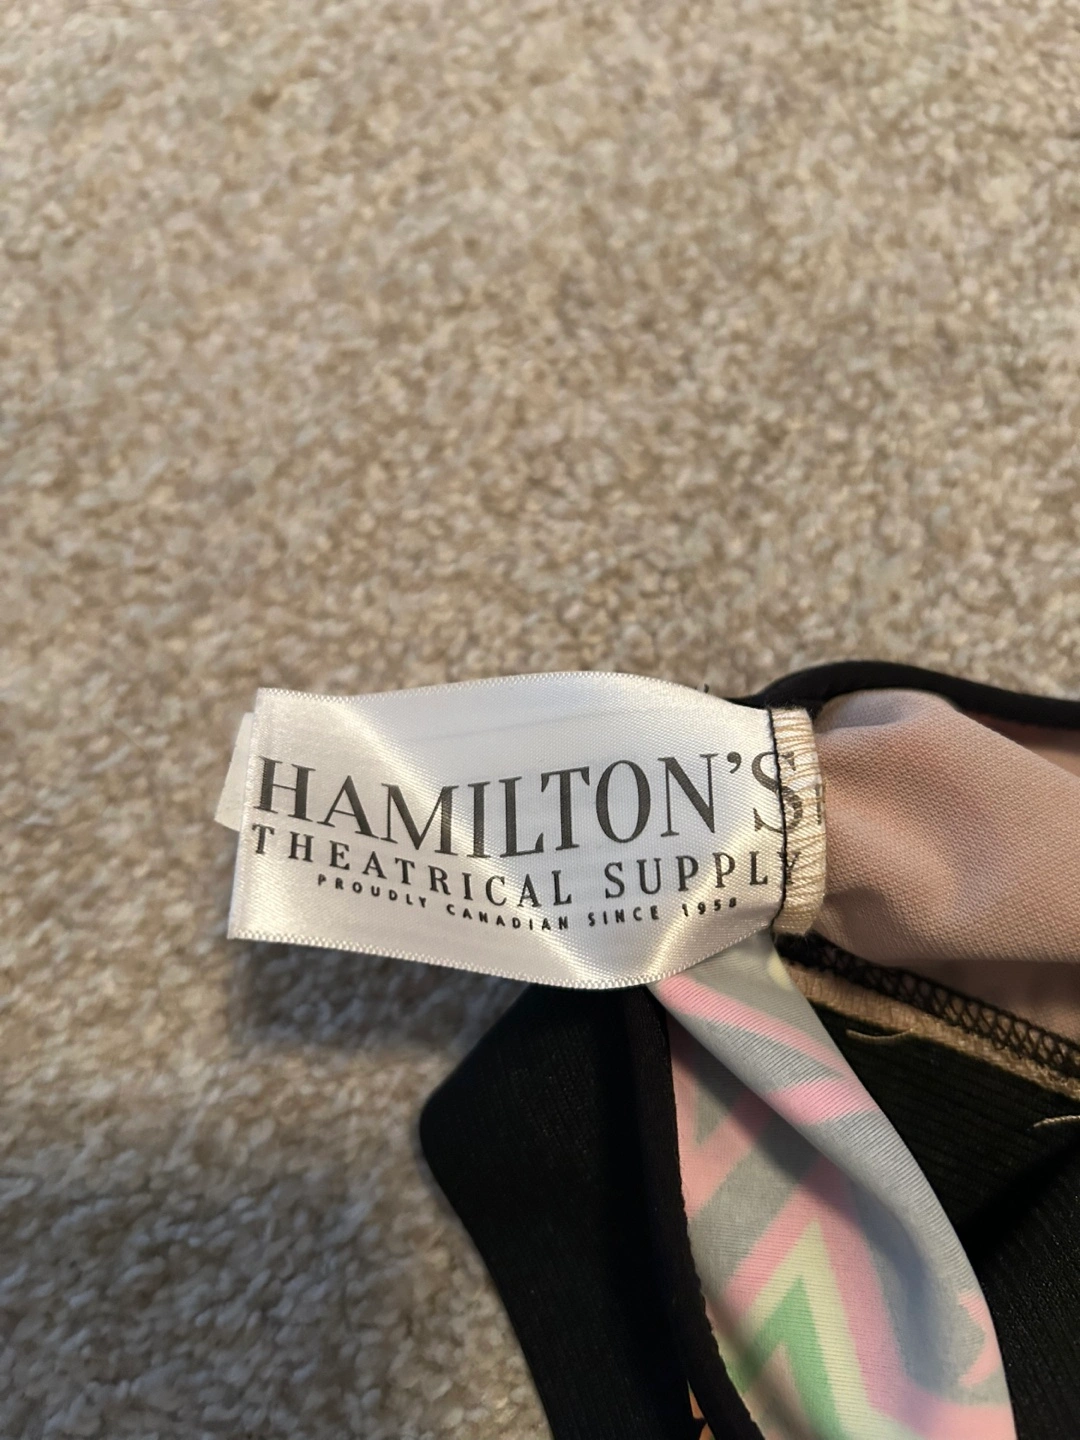 HAMILTON'S
THEATRICAL SUPPLY
PROUDLY CANADIAN SINCE 1958